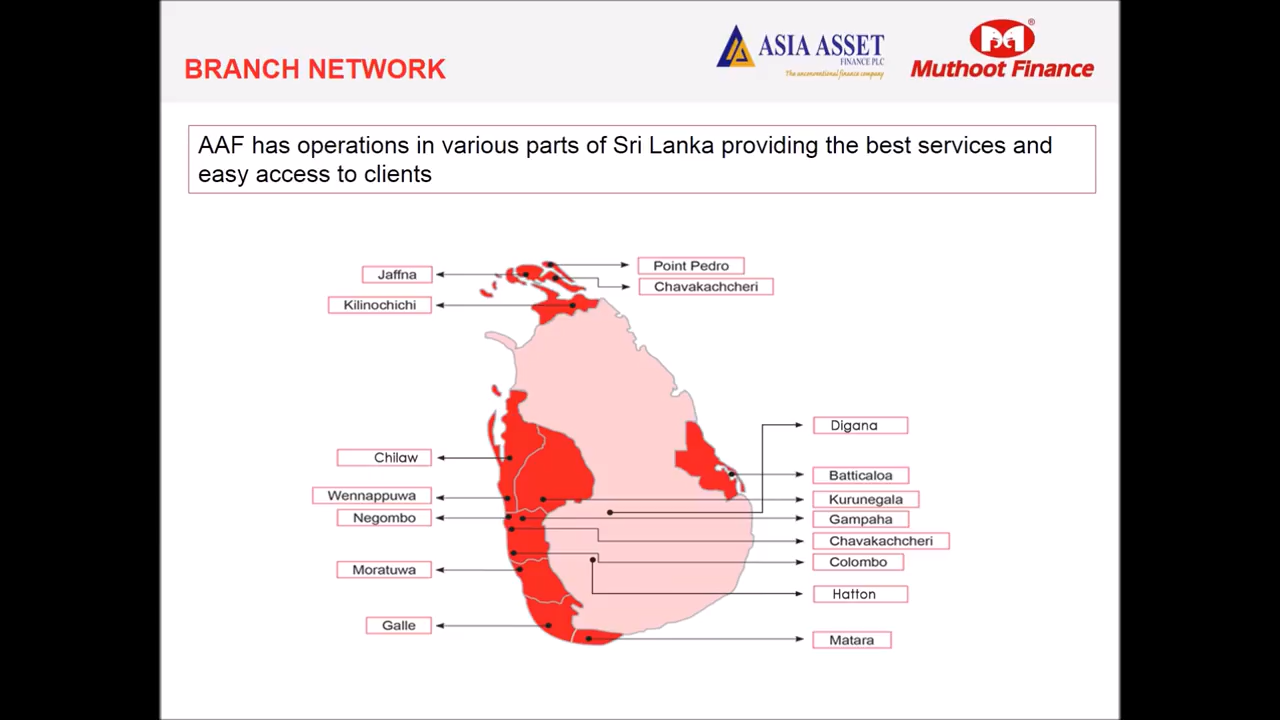 BRANCH NETWORK
ASIA ASSET
FINANCE PLC
The unconventional finance company
®
Muthoot Finance
AAF has operations in various parts of Sri Lanka providing the best services and
easy access to clients
Jaffna
Point Pedro
Chavakachcheri
Kilinochichi
Digana
Chilaw
Batticaloa
Wennappuwa
Kurunegala
Negombo
Gampaha
Chavakachcheri
Colombo
Moratuwa
Hatton
Galle
Matara